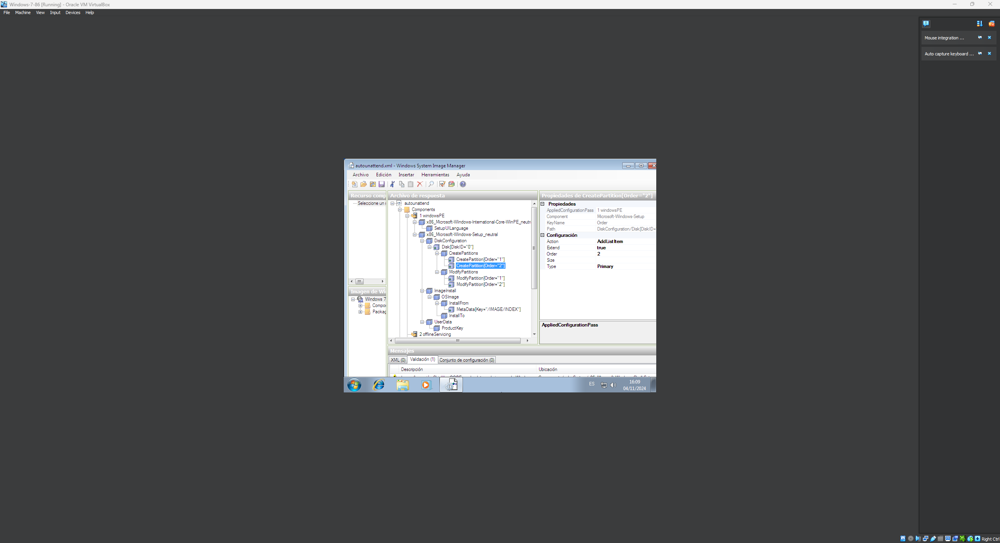 Windows-7-86 [Running] - Oracle VM VirtualBox
File Machine View Input Devices Help
Mouse integration ...
Auto capture keyboard ...
autounattend.xml - Windows System Image Manager
Archivo Edición Insertar Herramientas Ayuda
Recurso comp
Seleccione un
Imagen de Wi
Windows 7
Compo
Packag
Archivo de respuesta
autounattend
Components
1 windowsPE
x86_Microsoft-Windows-International-Core-WinPE_neutr
SetupUILanguage
x86_Microsoft-Windows-Setup_neutral
DiskConfiguration
Disk[DiskID="0"]
CreatePartitions
CreatePartition[Order="1"]
CreatePartition[Order="2"]
ModifyPartitions
ModifyPartition[Order="1"]
ModifyPartition[Order="2"]
ImageInstall
OSImage
InstallFrom
MetaData[Key="/IMAGE/INDEX"]
InstallTo
UserData
ProductKey
2 offlineServicing
Propiedades de CreatePartition[Order="2"]
Propiedades
AppliedConfigurationPass 1 windowsPE
Component Microsoft-Windows-Setup
KeyName Order
Path DiskConfiguration/Disk[DiskID=
Configuración
Action AddListItem
Extend true
Order 2
Size
Type Primary
AppliedConfigurationPass
Mensajes
XML (0) Validación (1) Conjunto de configuración (0)
Descripción Ubicación
ES 16:09
04/11/2024
Right Ctrl